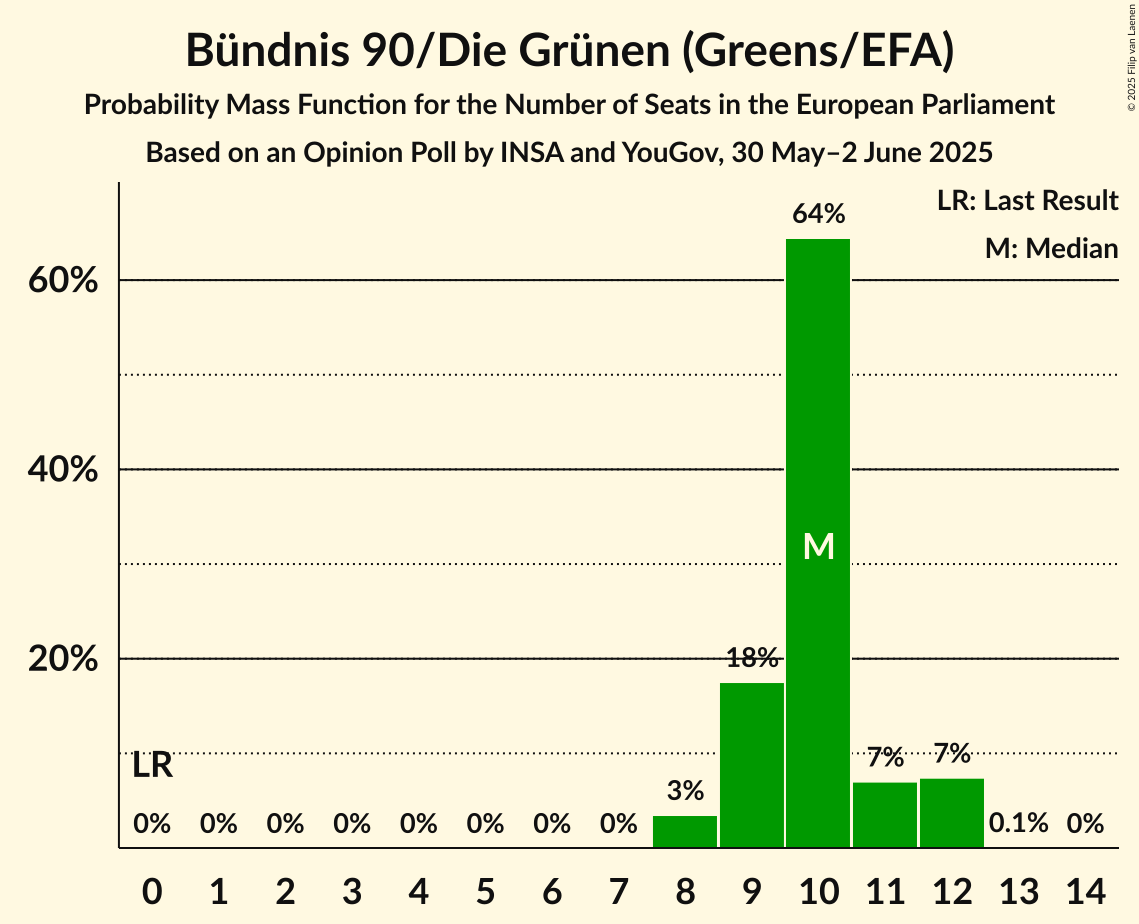 Bündnis 90/Die Grünen (Greens/EFA)
Probability Mass Function for the Number of Seats in the European Parliament
Based on an Opinion Poll by INSA and YouGov, 30 May–2 June 2025
© 2025 Filip van Laenen
LR: Last Result
M: Median
64%
60%
40%
M
20%
18%
LR
7%
7%
3%
0% 0% 0% 0% 0% 0% 0% 0% 0.1% 0%
0 1 2 3 4 5 6 7 8 9 10 11 12 13 14